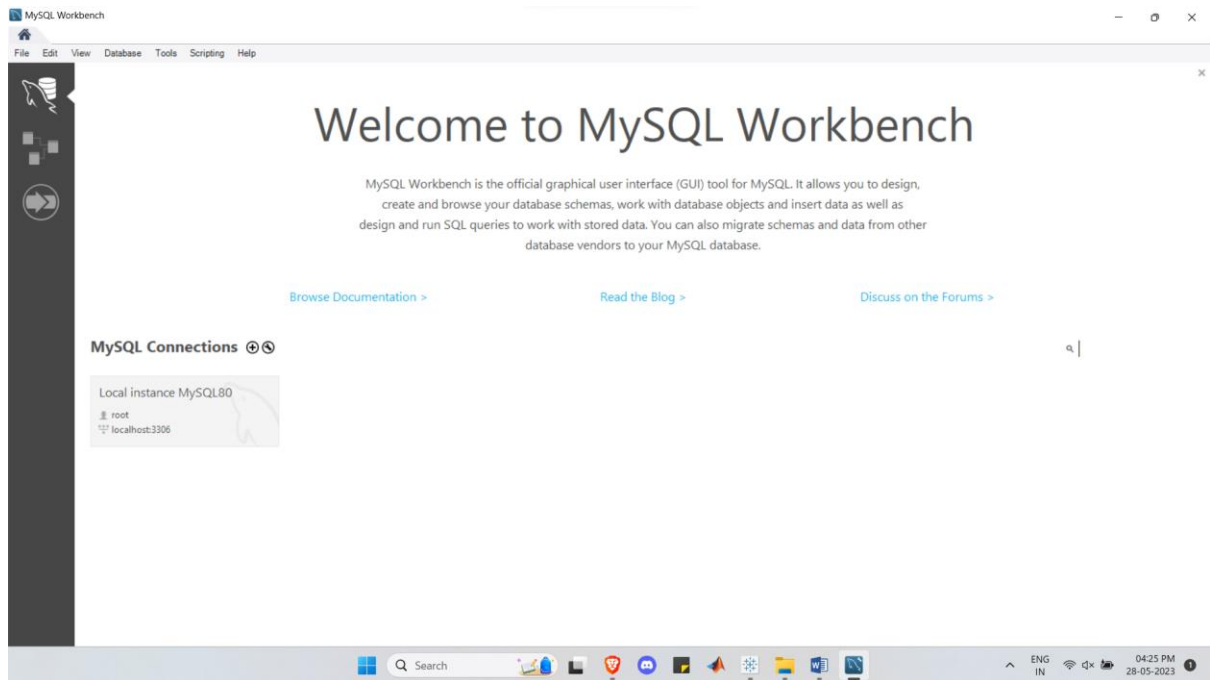 MySQL Workbench
File Edit View Database Tools Scripting Help
Welcome to MySQL Workbench
MySQL Workbench is the official graphical user interface (GUI) tool for MySQL. It allows you to design,
create and browse your database schemas, work with database objects and insert data as well as
design and run SQL queries to work with stored data. You can also migrate schemas and data from other
database vendors to your MySQL database.
Browse Documentation > Read the Blog > Discuss on the Forums >
MySQL Connections
Local instance MySQL80
root
localhost:3306
Search
ENG
IN
04:25 PM
28-05-2023
1